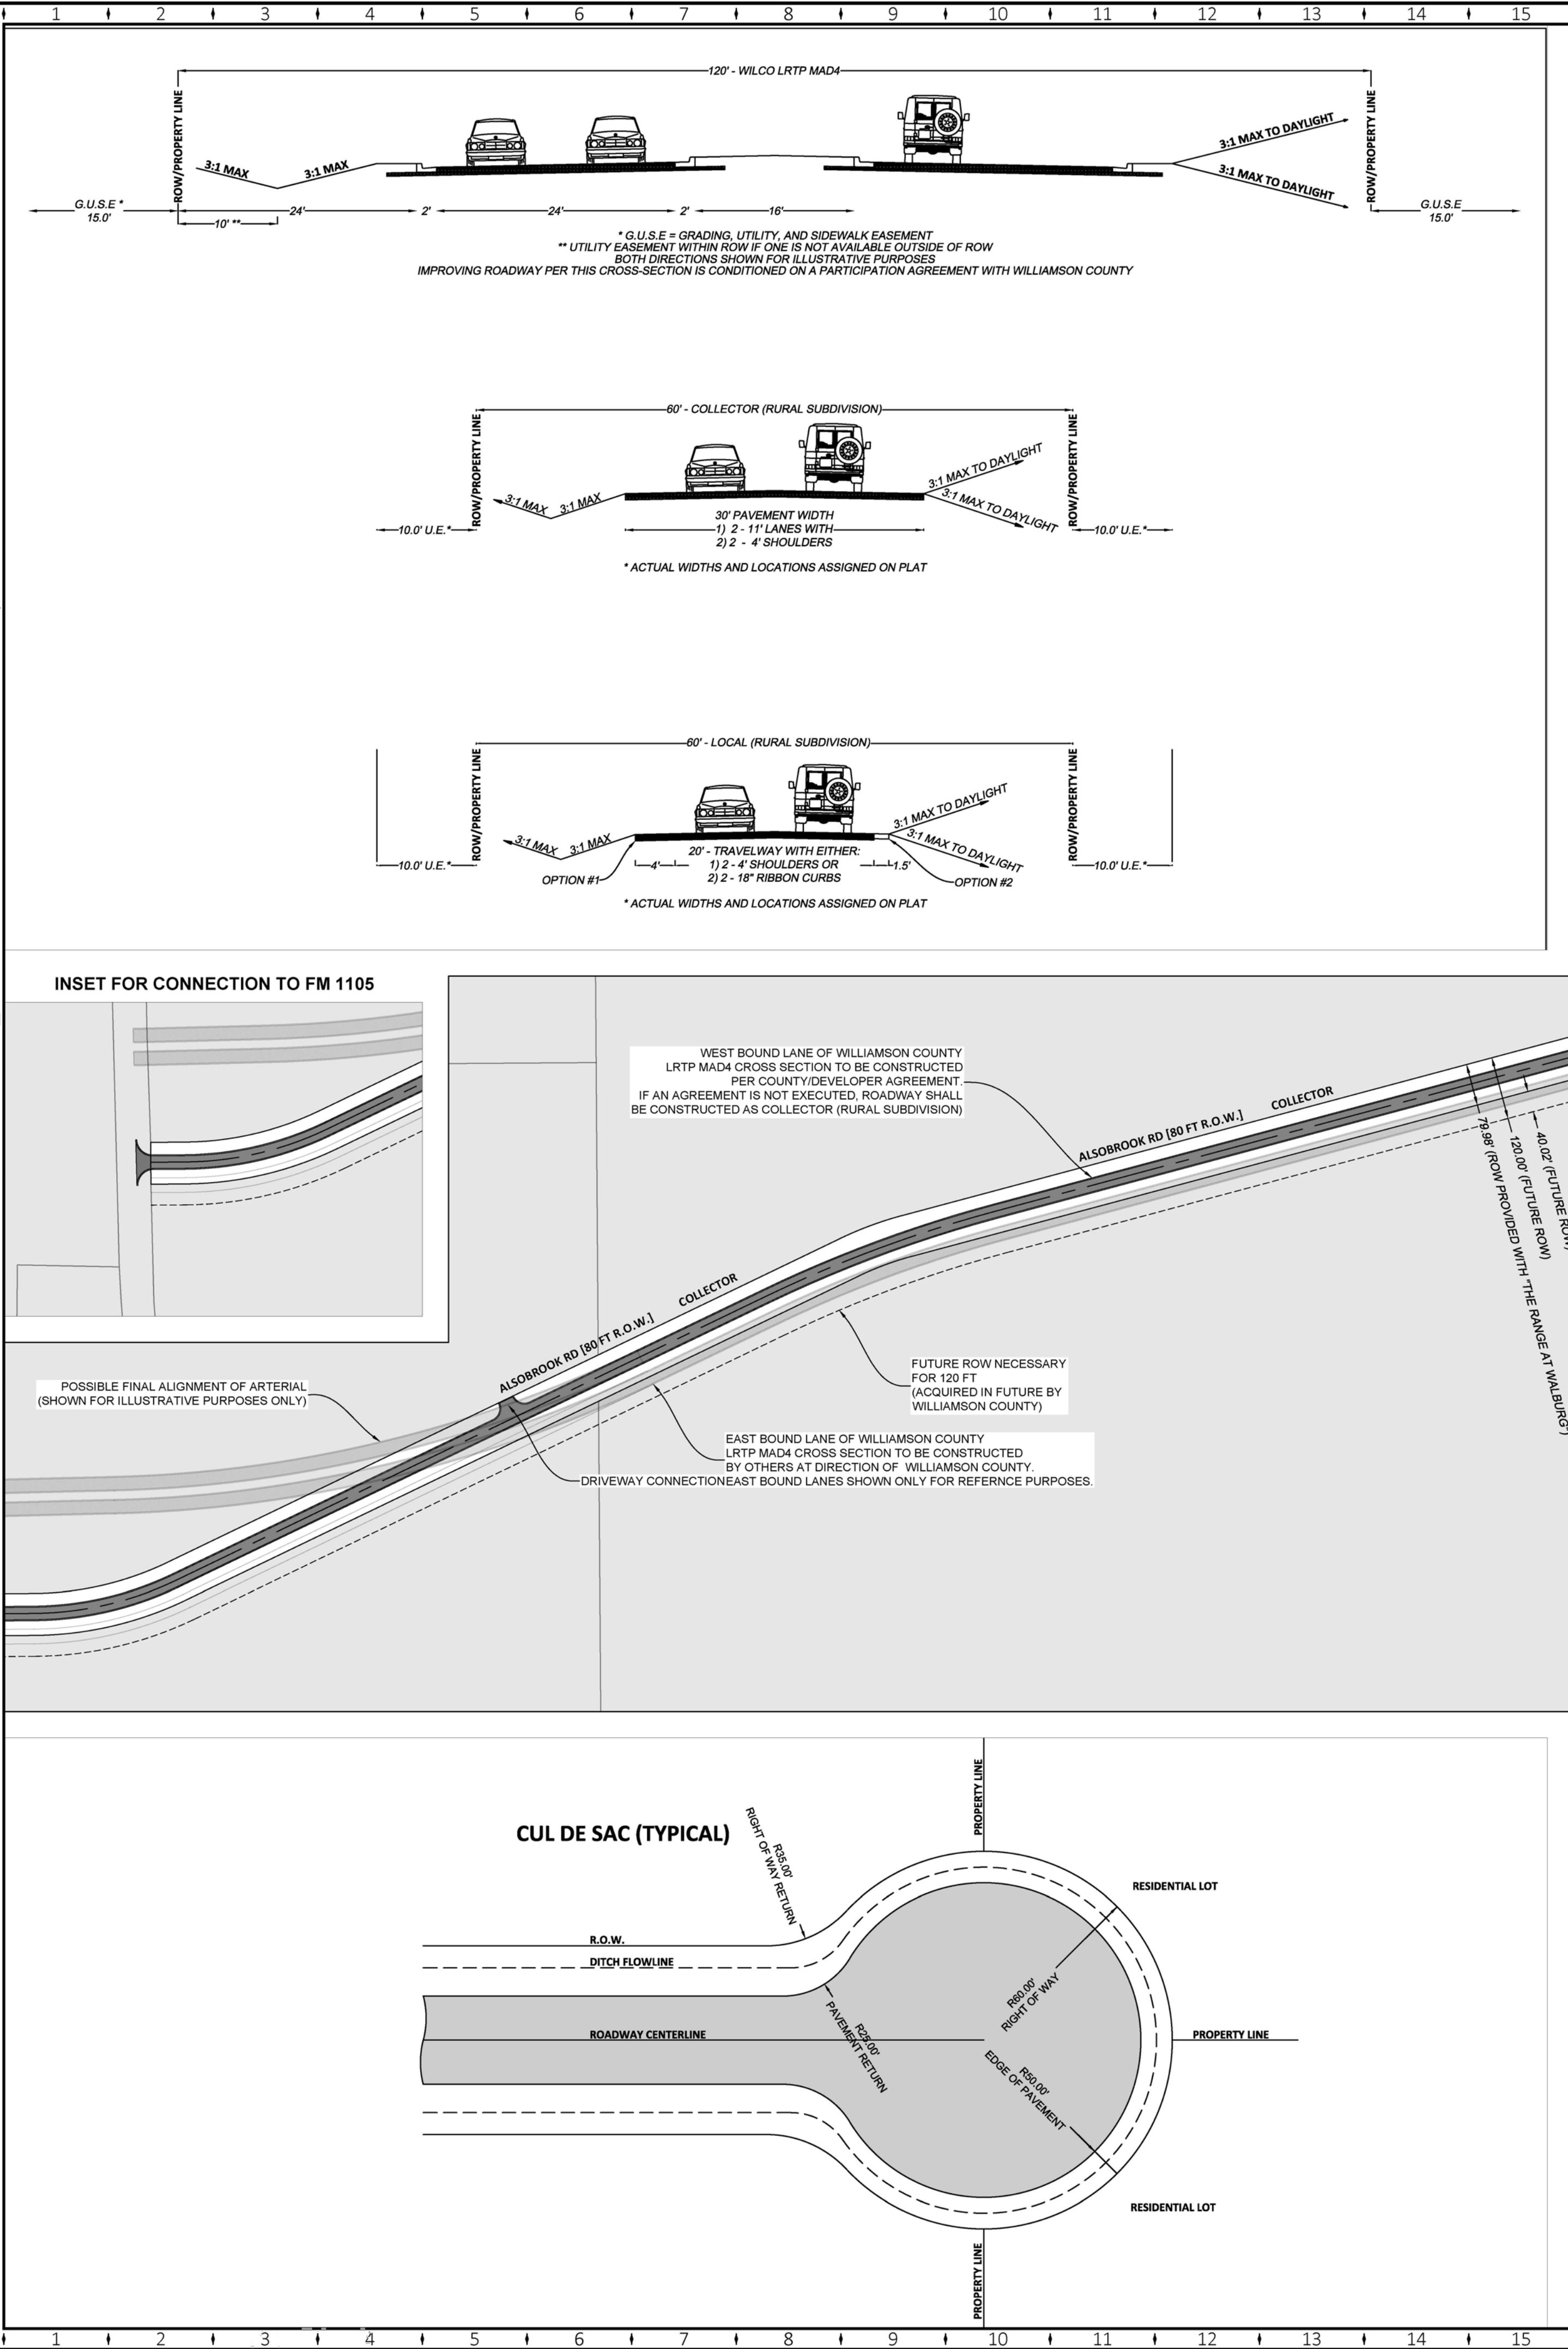 1 2 3 4 5 6 7 8 9 10 11 12 13 14 15
120' - WILCO LRTP MAD4
ROW/PROPERTY LINE
ROW/PROPERTY LINE
3:1 MAX
3:1 MAX
3:1 MAX TO DAYLIGHT
3:1 MAX TO DAYLIGHT
G.U.S.E *
15.0'
24'
2'
24'
2'
16'
G.U.S.E
15.0'
10' **
* G.U.S.E = GRADING, UTILITY, AND SIDEWALK EASEMENT
** UTILITY EASEMENT WITHIN ROW IF ONE IS NOT AVAILABLE OUTSIDE OF ROW
BOTH DIRECTIONS SHOWN FOR ILLUSTRATIVE PURPOSES
IMPROVING ROADWAY PER THIS CROSS-SECTION IS CONDITIONED ON A PARTICIPATION AGREEMENT WITH WILLIAMSON COUNTY
60' - COLLECTOR (RURAL SUBDIVISION)
ROW/PROPERTY LINE
ROW/PROPERTY LINE
3:1 MAX
3:1 MAX
3:1 MAX TO DAYLIGHT
3:1 MAX TO DAYLIGHT
10.0' U.E.*
30' PAVEMENT WIDTH
1) 2 - 11' LANES WITH
2) 2 - 4' SHOULDERS
10.0' U.E.*
* ACTUAL WIDTHS AND LOCATIONS ASSIGNED ON PLAT
60' - LOCAL (RURAL SUBDIVISION)
ROW/PROPERTY LINE
ROW/PROPERTY LINE
3:1 MAX
3:1 MAX
3:1 MAX TO DAYLIGHT
3:1 MAX TO DAYLIGHT
10.0' U.E.*
4'
20' - TRAVELWAY WITH EITHER:
1) 2 - 4' SHOULDERS OR
2) 2 - 18" RIBBON CURBS
1.5'
10.0' U.E.*
OPTION #1
OPTION #2
* ACTUAL WIDTHS AND LOCATIONS ASSIGNED ON PLAT
INSET FOR CONNECTION TO FM 1105
WEST BOUND LANE OF WILLIAMSON COUNTY
LRTP MAD4 CROSS SECTION TO BE CONSTRUCTED
PER COUNTY/DEVELOPER AGREEMENT.
IF AN AGREEMENT IS NOT EXECUTED, ROADWAY SHALL
BE CONSTRUCTED AS COLLECTOR (RURAL SUBDIVISION)
ALSOBROOK RD [80 FT R.O.W.]
COLLECTOR
79.98' (ROW PROVIDED WITH "THE RANGE AT WALBURG")
120.00' (FUTURE ROW)
40.02' (FUTURE ROW)
ALSOBROOK RD [80 FT R.O.W.]
COLLECTOR
POSSIBLE FINAL ALIGNMENT OF ARTERIAL
(SHOWN FOR ILLUSTRATIVE PURPOSES ONLY)
FUTURE ROW NECESSARY
FOR 120 FT
(ACQUIRED IN FUTURE BY
WILLIAMSON COUNTY)
EAST BOUND LANE OF WILLIAMSON COUNTY
LRTP MAD4 CROSS SECTION TO BE CONSTRUCTED
BY OTHERS AT DIRECTION OF WILLIAMSON COUNTY.
EAST BOUND LANES SHOWN ONLY FOR REFERNCE PURPOSES.
DRIVEWAY CONNECTION
CUL DE SAC (TYPICAL)
R35.00'
RIGHT OF WAY RETURN
PROPERTY LINE
RESIDENTIAL LOT
R.O.W.
DITCH FLOWLINE
R60.00'
RIGHT OF WAY
ROADWAY CENTERLINE
R25.00'
PAVEMENT RETURN
PROPERTY LINE
R50.00'
EDGE OF PAVEMENT
RESIDENTIAL LOT
PROPERTY LINE
1 2 3 4 5 6 7 8 9 10 11 12 13 14 15